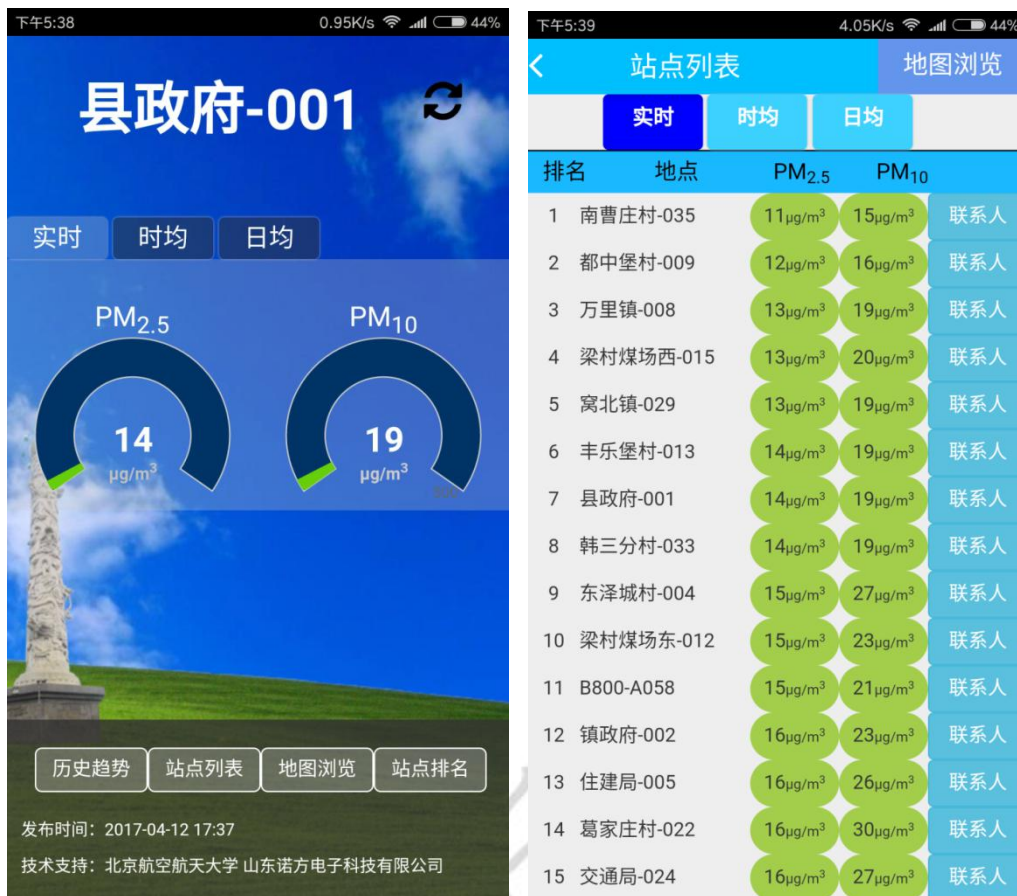 下午5:38 0.95K/s 44%
县政府-001
实时 时均 日均
PM2.5 PM10
14 19
μg/m³ μg/m³
500
历史趋势 站点列表 地图浏览 站点排名
发布时间：2017-04-12 17:37
技术支持：北京航空航天大学 山东诺方电子科技有限公司
下午5:39 4.05K/s 44%
站点列表 地图浏览
实时 时均 日均
排名 地点 PM2.5 PM10
1 南曹庄村-035 11μg/m³ 15μg/m³ 联系人
2 都中堡村-009 12μg/m³ 16μg/m³ 联系人
3 万里镇-008 13μg/m³ 19μg/m³ 联系人
4 梁村煤场西-015 13μg/m³ 20μg/m³ 联系人
5 窝北镇-029 13μg/m³ 19μg/m³ 联系人
6 丰乐堡村-013 14μg/m³ 19μg/m³ 联系人
7 县政府-001 14μg/m³ 19μg/m³ 联系人
8 韩三分村-033 14μg/m³ 19μg/m³ 联系人
9 东泽城村-004 15μg/m³ 27μg/m³ 联系人
10 梁村煤场东-012 15μg/m³ 23μg/m³ 联系人
11 B800-A058 15μg/m³ 21μg/m³ 联系人
12 镇政府-002 16μg/m³ 23μg/m³ 联系人
13 住建局-005 16μg/m³ 26μg/m³ 联系人
14 葛家庄村-022 16μg/m³ 30μg/m³ 联系人
15 交通局-024 16μg/m³ 27μg/m³ 联系人